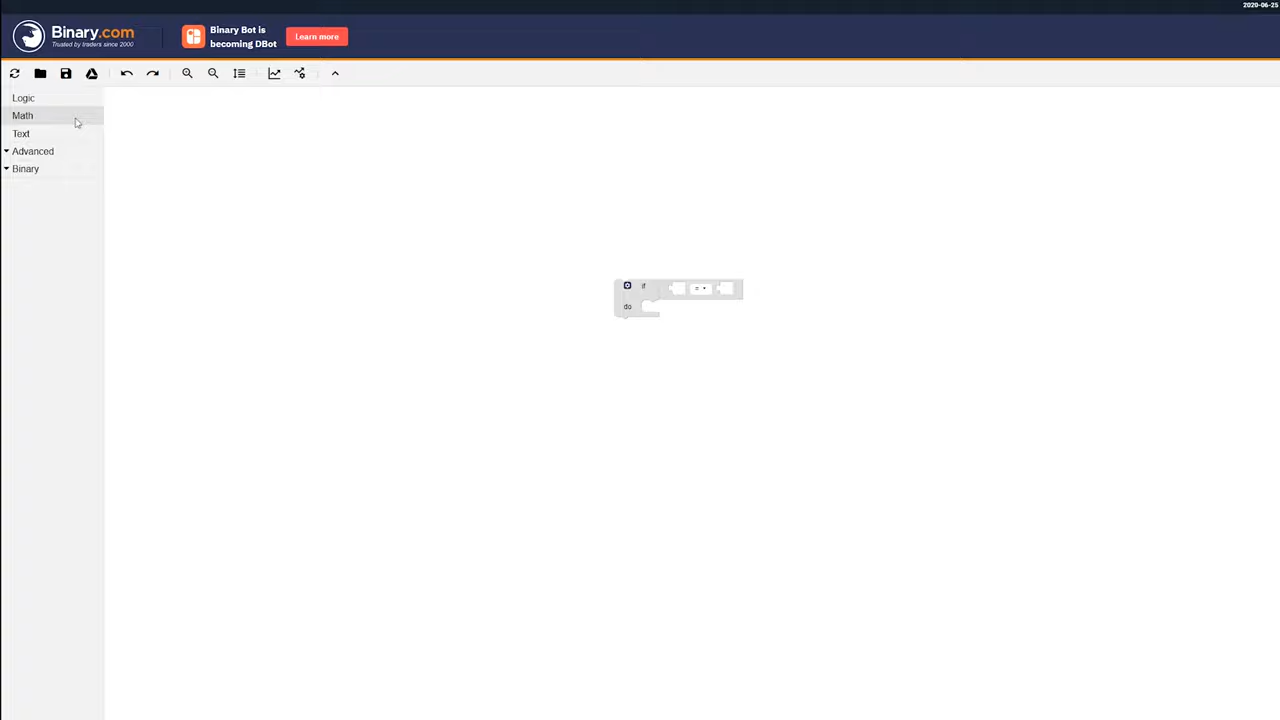 2020-06-25
Binary.com
Trusted by traders since 2000
Binary Bot is
becoming DBot
Learn more
Logic
Math
Text
Advanced
Binary
if
=
do